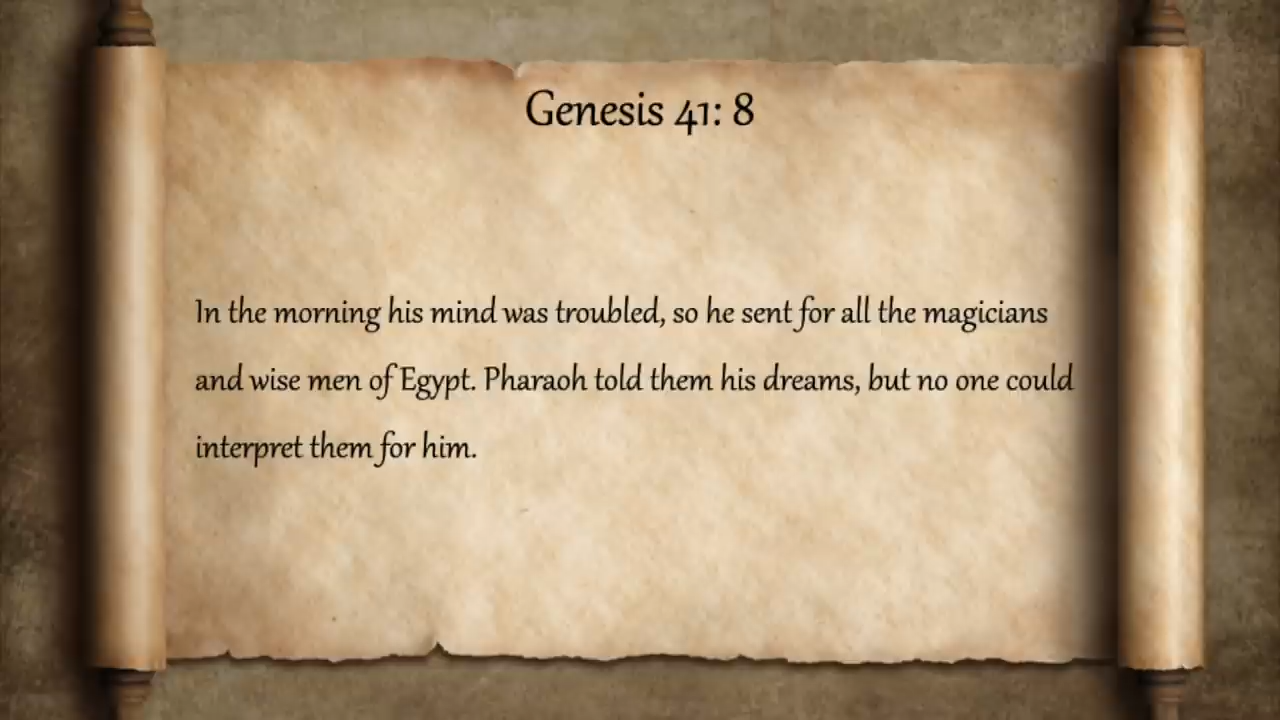 Genesis 41: 8
In the morning his mind was troubled, so he sent for all the magicians
and wise men of Egypt. Pharaoh told them his dreams, but no one could
interpret them for him.